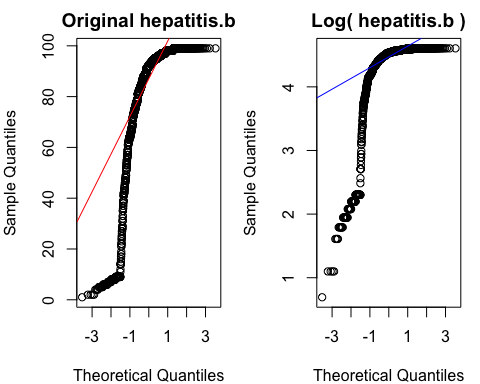 Original hepatitis.b
Sample Quantiles
0 20 40 60 80 100
-3 -1 1 3
Theoretical Quantiles
Log( hepatitis.b )
Sample Quantiles
1 2 3 4
-3 -1 1 3
Theoretical Quantiles